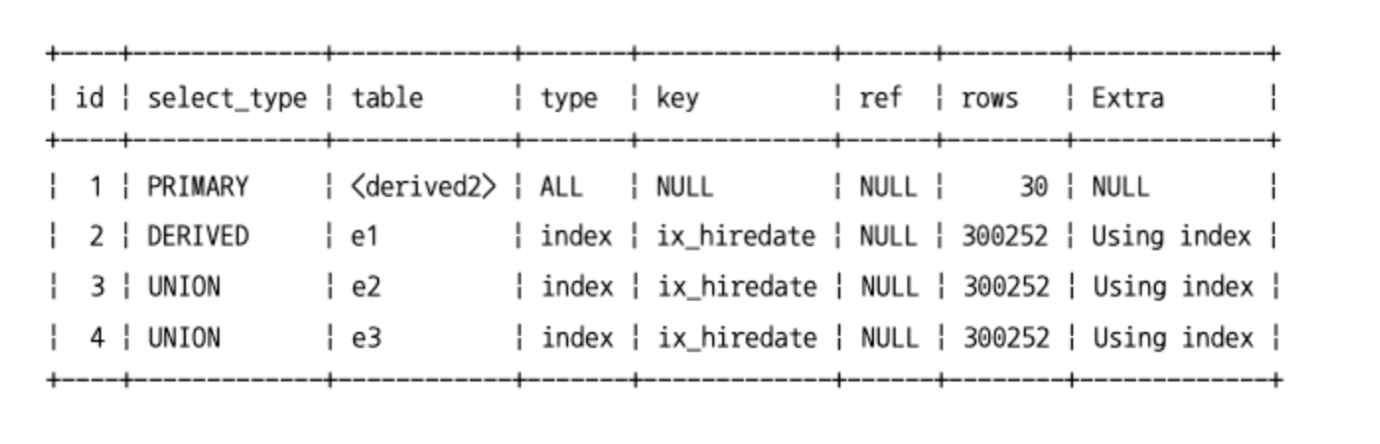 +----+-------------+------------+-------+-------------+------+--------+-------------+
| id | select_type | table      | type  | key         | ref  | rows   | Extra       |
+----+-------------+------------+-------+-------------+------+--------+-------------+
|  1 | PRIMARY     | <derived2> | ALL   | NULL        | NULL |     30 | NULL        |
|  2 | DERIVED     | e1         | index | ix_hiredate | NULL | 300252 | Using index |
|  3 | UNION       | e2         | index | ix_hiredate | NULL | 300252 | Using index |
|  4 | UNION       | e3         | index | ix_hiredate | NULL | 300252 | Using index |
+----+-------------+------------+-------+-------------+------+--------+-------------+